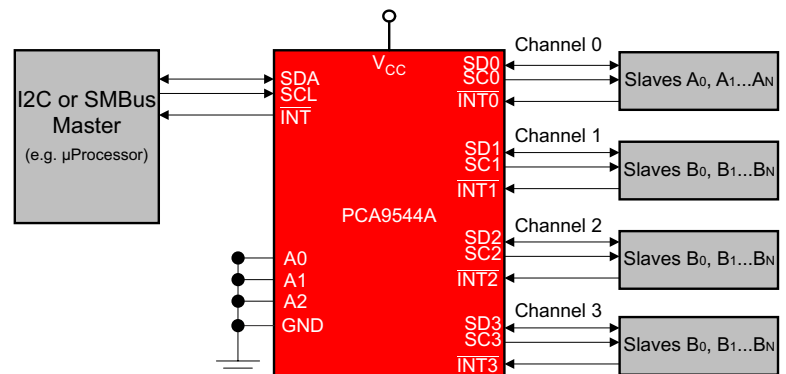 I2C or SMBus
Master
(e.g. µProcessor)
VCC
SDA
SCL
INT
PCA9544A
A0
A1
A2
GND
SD0
SC0
INT0
SD1
SC1
INT1
SD2
SC2
INT2
SD3
SC3
INT3
Channel 0
Slaves A0, A1...AN
Channel 1
Slaves B0, B1...BN
Channel 2
Slaves B0, B1...BN
Channel 3
Slaves B0, B1...BN